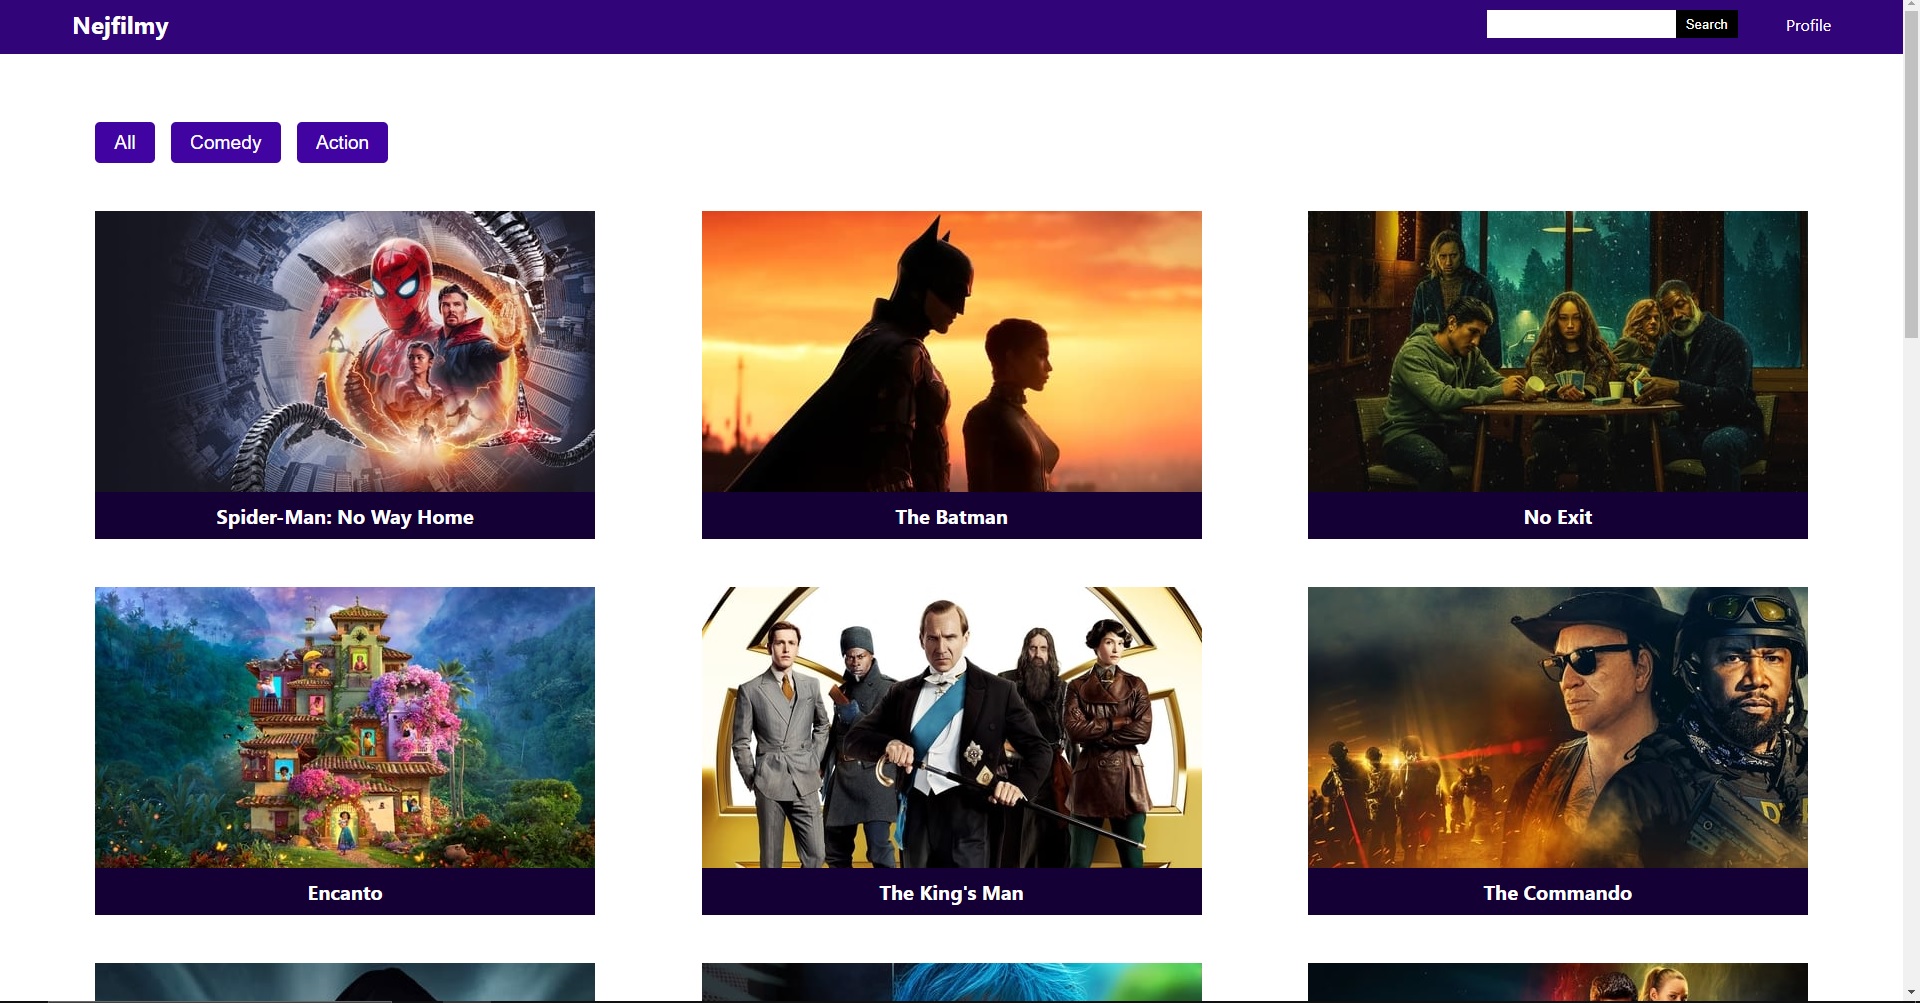 Nejfilmy
Search
Profile
All
Comedy
Action
Spider-Man: No Way Home
The Batman
No Exit
Encanto
The King's Man
The Commando